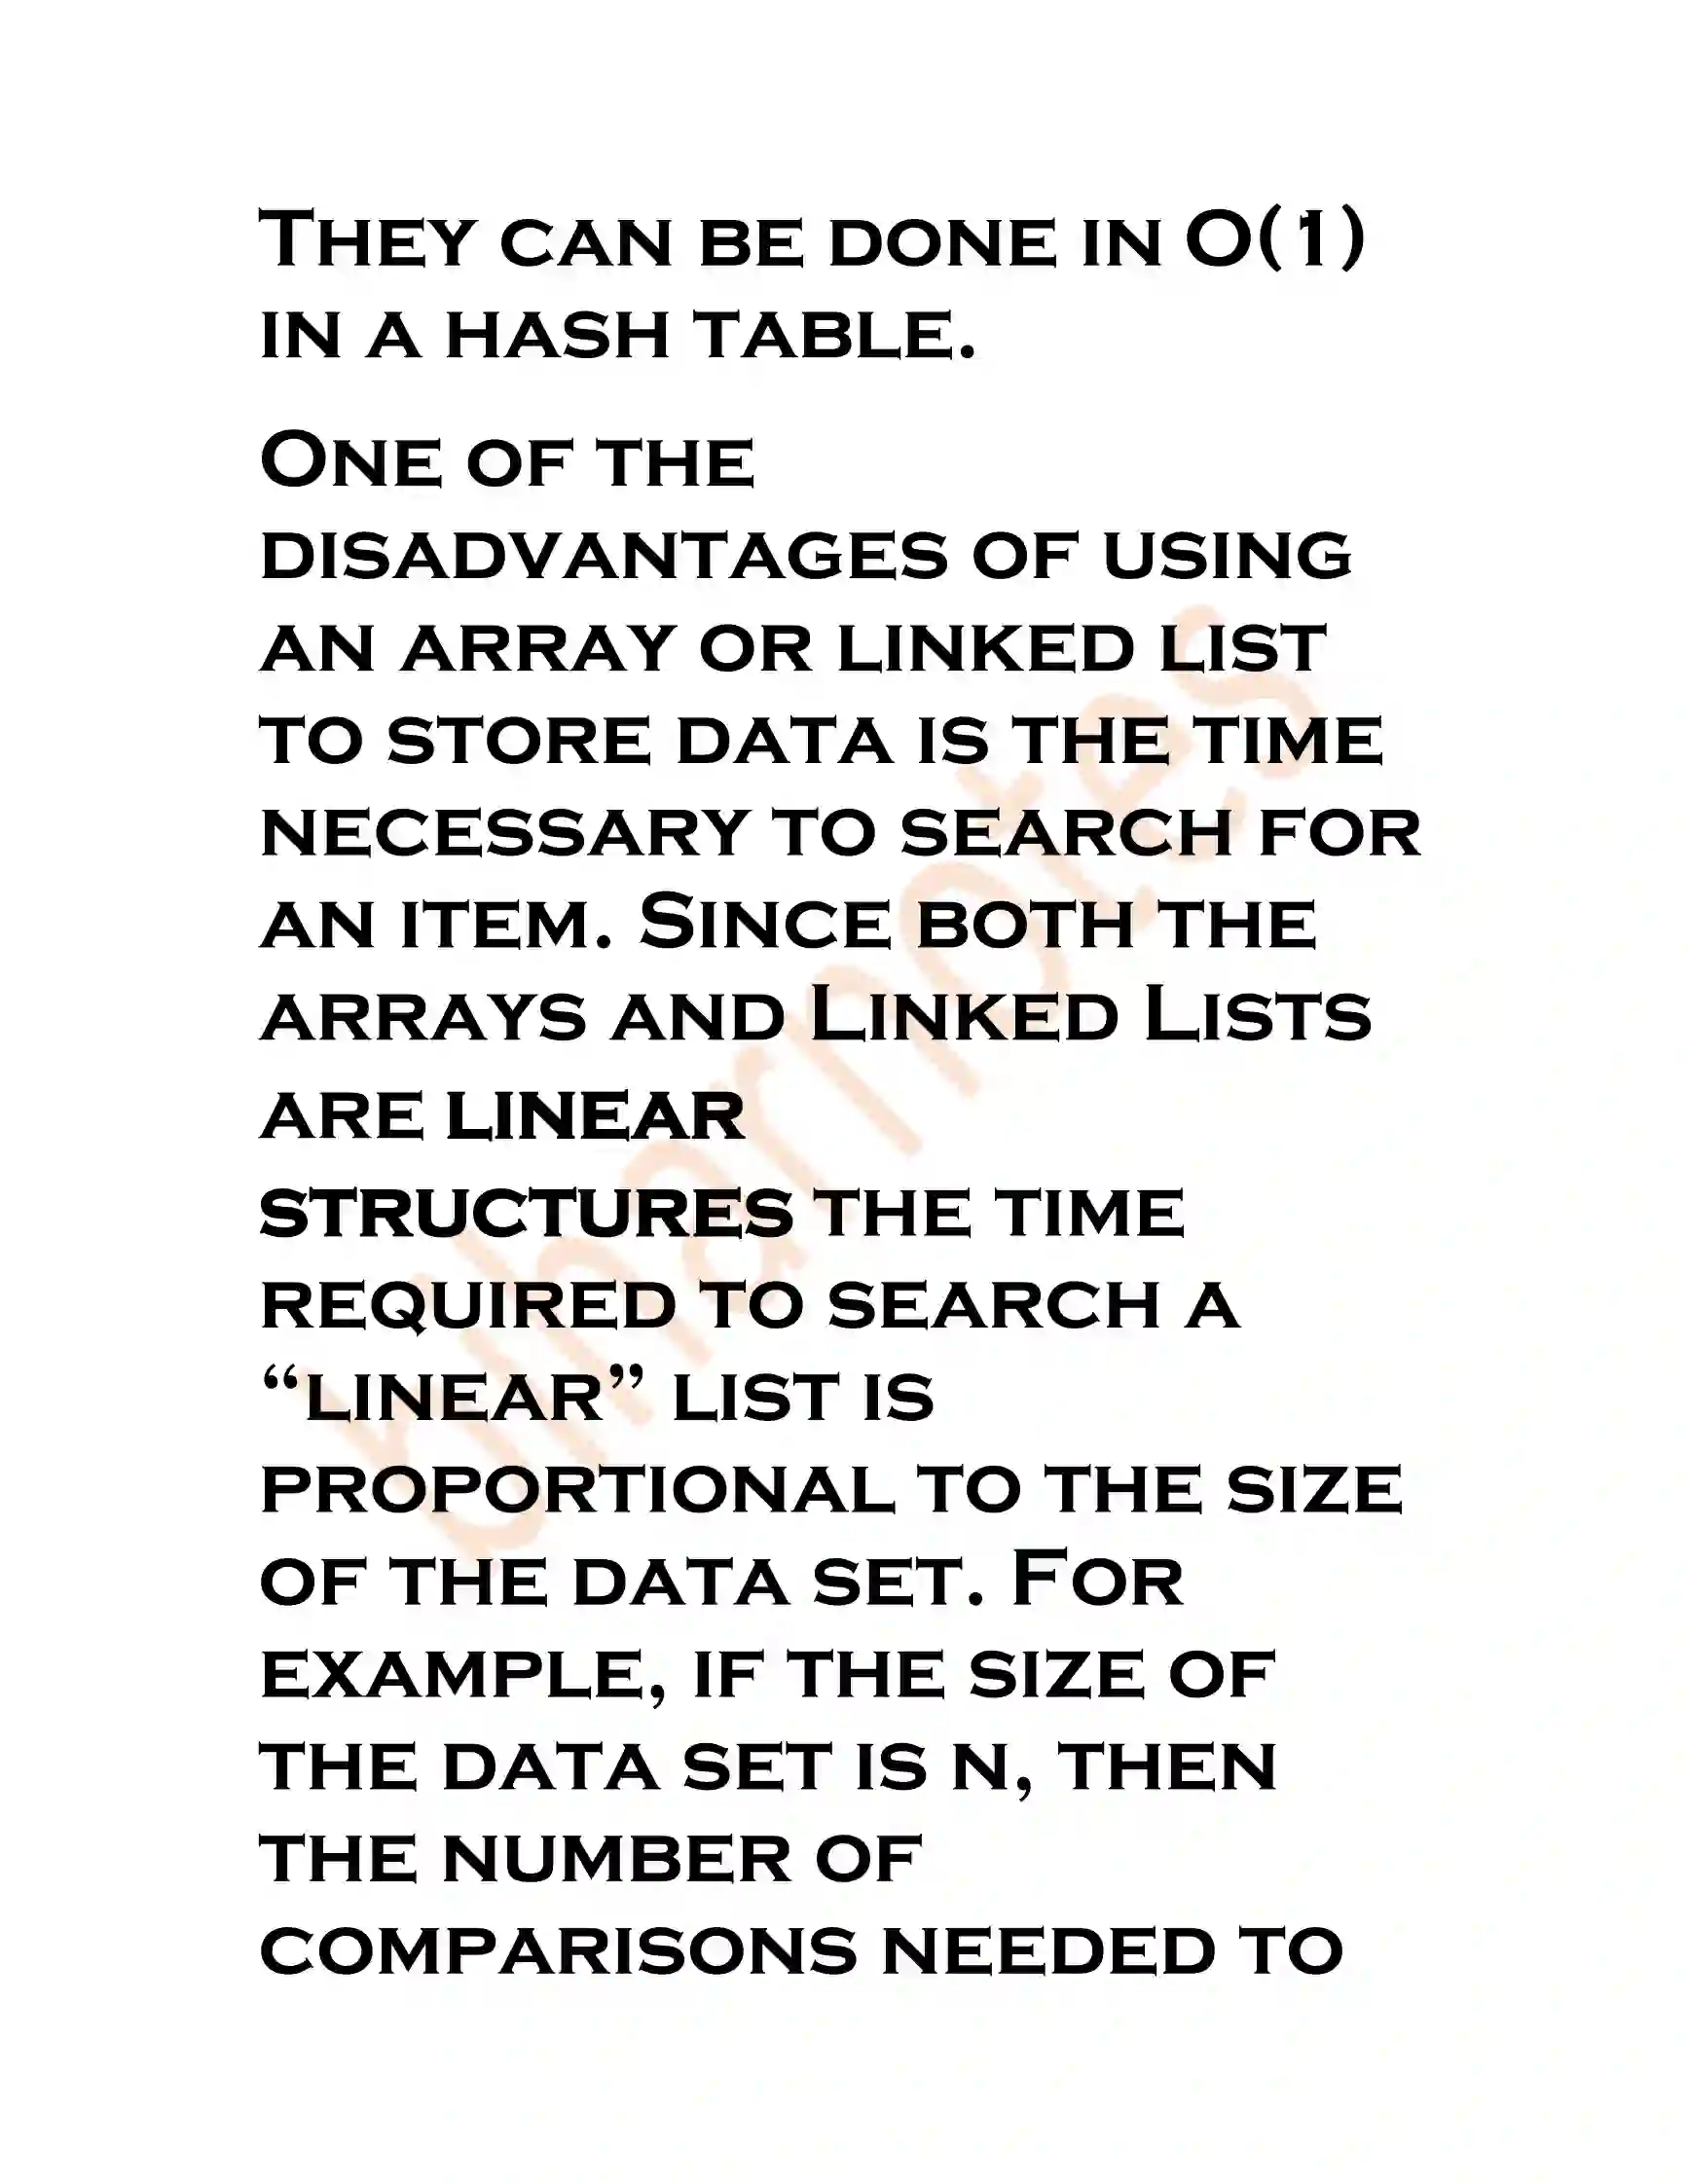 They can be done in O(1)
in a hash table.
One of the
disadvantages of using
an array or linked list
to store data is the time
necessary to search for
an item. Since both the
arrays and Linked Lists
are linear
structures the time
required to search a
“linear” list is
proportional to the size
of the data set. For
example, if the size of
the data set is n, then
the number of
comparisons needed to